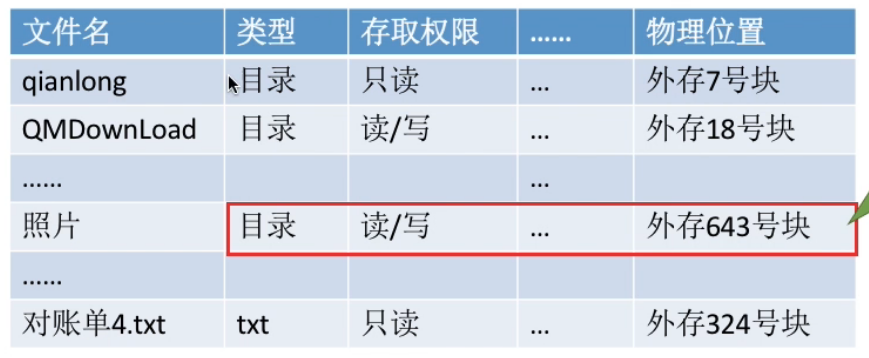 文件名 类型 存取权限 …… 物理位置
qianlong 目录 只读 … 外存7号块
QMDownLoad 目录 读/写 … 外存18号块
…… …
照片 目录 读/写 … 外存643号块
……
对账单4.txt txt 只读 … 外存324号块